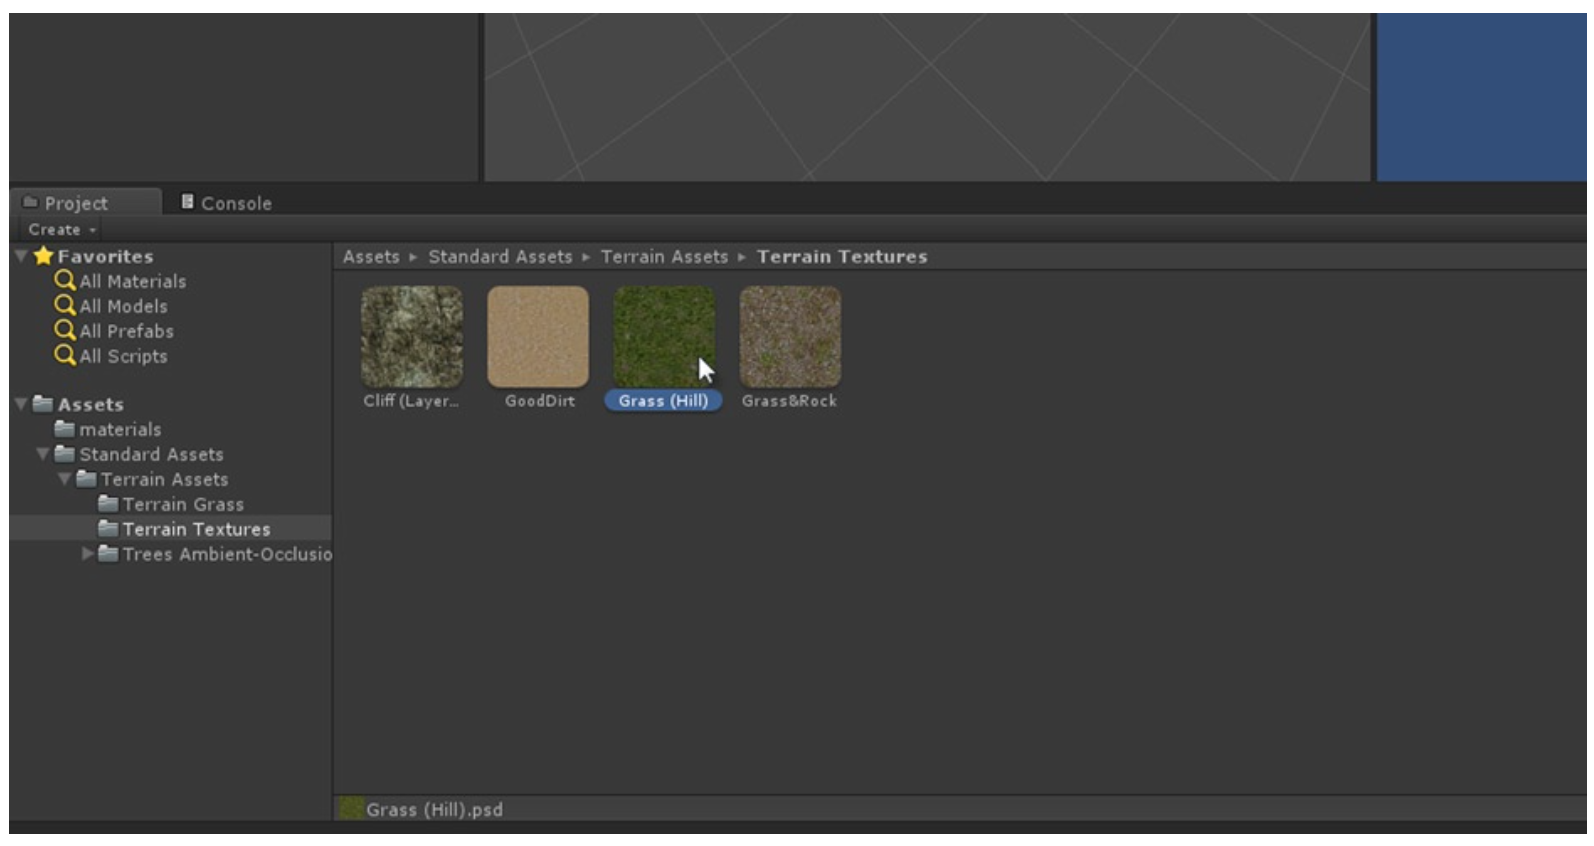 Project
Console
Create
Favorites
All Materials
All Models
All Prefabs
All Scripts
Assets
materials
Standard Assets
Terrain Assets
Terrain Grass
Terrain Textures
Trees Ambient-Occlusio
Assets ▸ Standard Assets ▸ Terrain Assets ▸ Terrain Textures
Cliff (Layer... GoodDirt Grass (Hill) Grass&Rock
Grass (Hill).psd